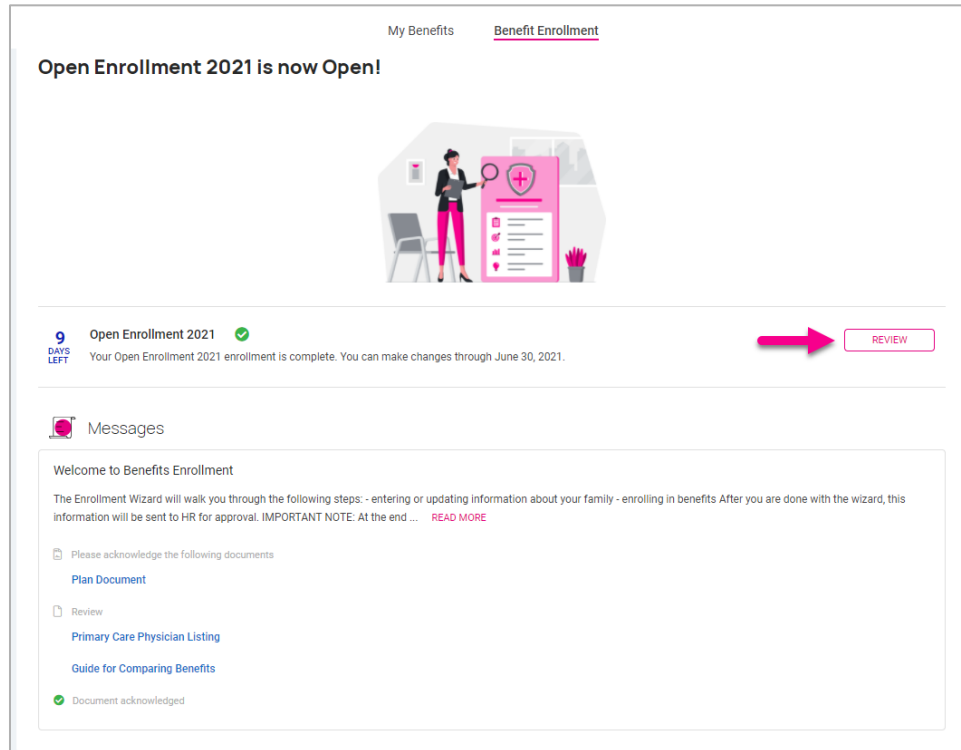 My Benefits
Benefit Enrollment
Open Enrollment 2021 is now Open!
9
DAYS
LEFT
Open Enrollment 2021
Your Open Enrollment 2021 enrollment is complete. You can make changes through June 30, 2021.
REVIEW
Messages
Welcome to Benefits Enrollment
The Enrollment Wizard will walk you through the following steps: - entering or updating information about your family - enrolling in benefits After you are done with the wizard, this
information will be sent to HR for approval. IMPORTANT NOTE: At the end ... READ MORE
Please acknowledge the following documents
Plan Document
Review
Primary Care Physician Listing
Guide for Comparing Benefits
Document acknowledged